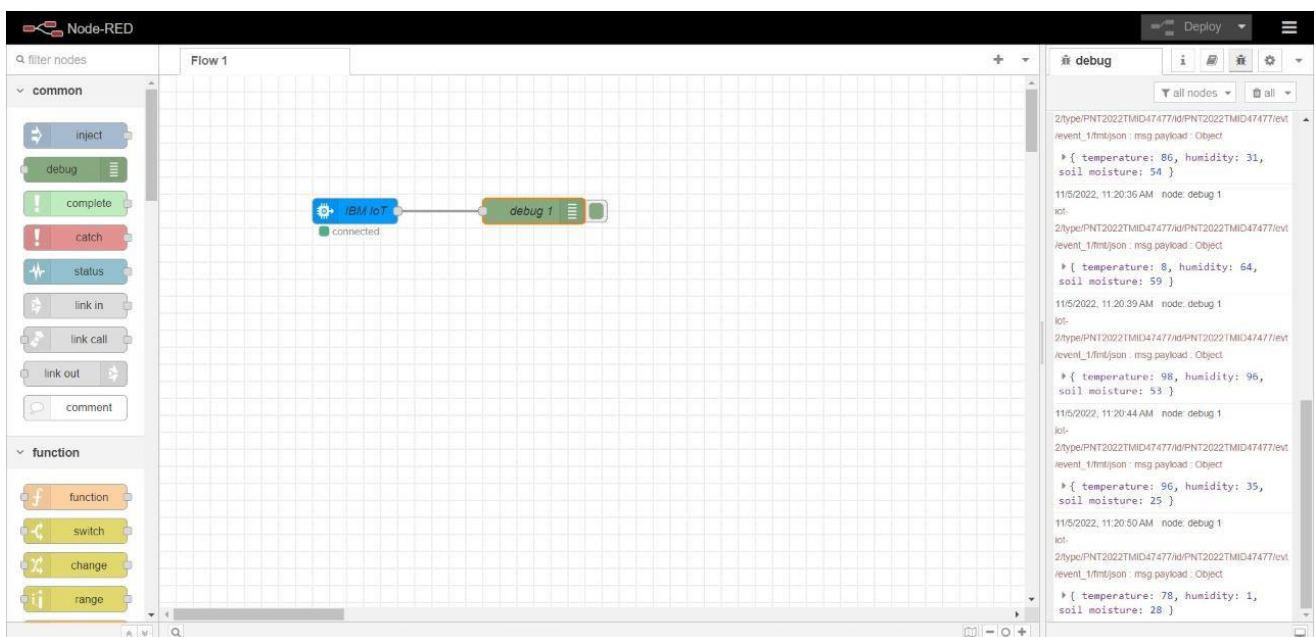 Node-RED
Deploy
filter nodes
Flow 1
debug
all nodes
all
common
inject
debug
complete
catch
status
link in
link call
link out
comment
function
function
switch
change
range
IBM IoT
connected
debug 1
2/type/PNT2022TMID47477/id/PNT2022TMID47477/evt
/event_1/fmt/json : msg.payload : Object
{ temperature: 86, humidity: 31,
soil moisture: 54 }
11/5/2022, 11:20:36 AM node: debug 1
iot-
2/type/PNT2022TMID47477/id/PNT2022TMID47477/evt
/event_1/fmt/json : msg.payload : Object
{ temperature: 8, humidity: 64,
soil moisture: 59 }
11/5/2022, 11:20:39 AM node: debug 1
iot-
2/type/PNT2022TMID47477/id/PNT2022TMID47477/evt
/event_1/fmt/json : msg.payload : Object
{ temperature: 98, humidity: 96,
soil moisture: 53 }
11/5/2022, 11:20:44 AM node: debug 1
iot-
2/type/PNT2022TMID47477/id/PNT2022TMID47477/evt
/event_1/fmt/json : msg.payload : Object
{ temperature: 96, humidity: 35,
soil moisture: 25 }
11/5/2022, 11:20:50 AM node: debug 1
iot-
2/type/PNT2022TMID47477/id/PNT2022TMID47477/evt
/event_1/fmt/json : msg.payload : Object
{ temperature: 78, humidity: 1,
soil moisture: 28 }